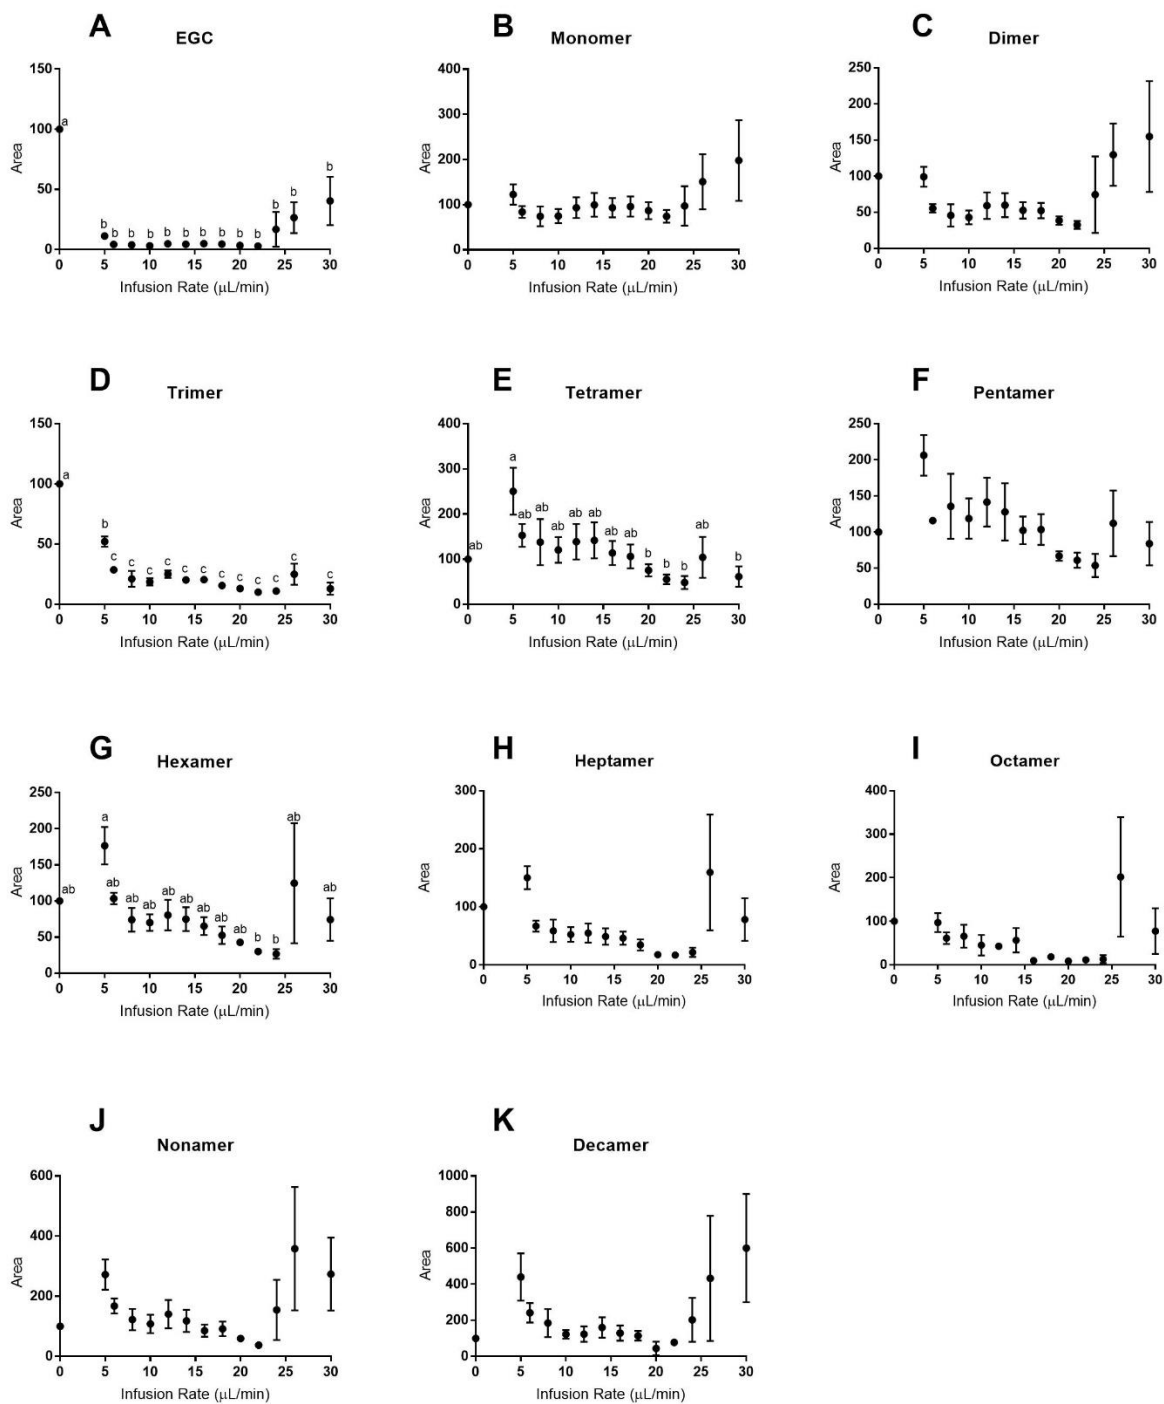 A
EGC
150
100
50
0
Area
a
b b b b b b b b b b b b b
0 5 10 15 20 25 30
Infusion Rate (μL/min)
B
Monomer
400
300
200
100
0
Area
0 5 10 15 20 25 30
Infusion Rate (μL/min)
C
Dimer
250
200
150
100
50
0
Area
0 5 10 15 20 25 30
Infusion Rate (μL/min)
D
Trimer
150
100
50
0
Area
a
b
c c c c c c c c c c c c
0 5 10 15 20 25 30
Infusion Rate (μL/min)
E
Tetramer
400
300
200
100
0
Area
ab
a
ab ab ab ab ab ab ab b b b ab b
0 5 10 15 20 25 30
Infusion Rate (μL/min)
F
Pentamer
250
200
150
100
50
0
Area
0 5 10 15 20 25 30
Infusion Rate (μL/min)
G
Hexamer
250
200
150
100
50
0
Area
ab
a
ab ab ab ab ab ab ab ab b b ab ab
0 5 10 15 20 25 30
Infusion Rate (μL/min)
H
Heptamer
300
200
100
0
Area
0 5 10 15 20 25 30
Infusion Rate (μL/min)
I
Octamer
400
300
200
100
0
Area
0 5 10 15 20 25 30
Infusion Rate (μL/min)
J
Nonamer
600
400
200
0
Area
0 5 10 15 20 25 30
Infusion Rate (μL/min)
K
Decamer
1000
800
600
400
200
0
Area
0 5 10 15 20 25 30
Infusion Rate (μL/min)